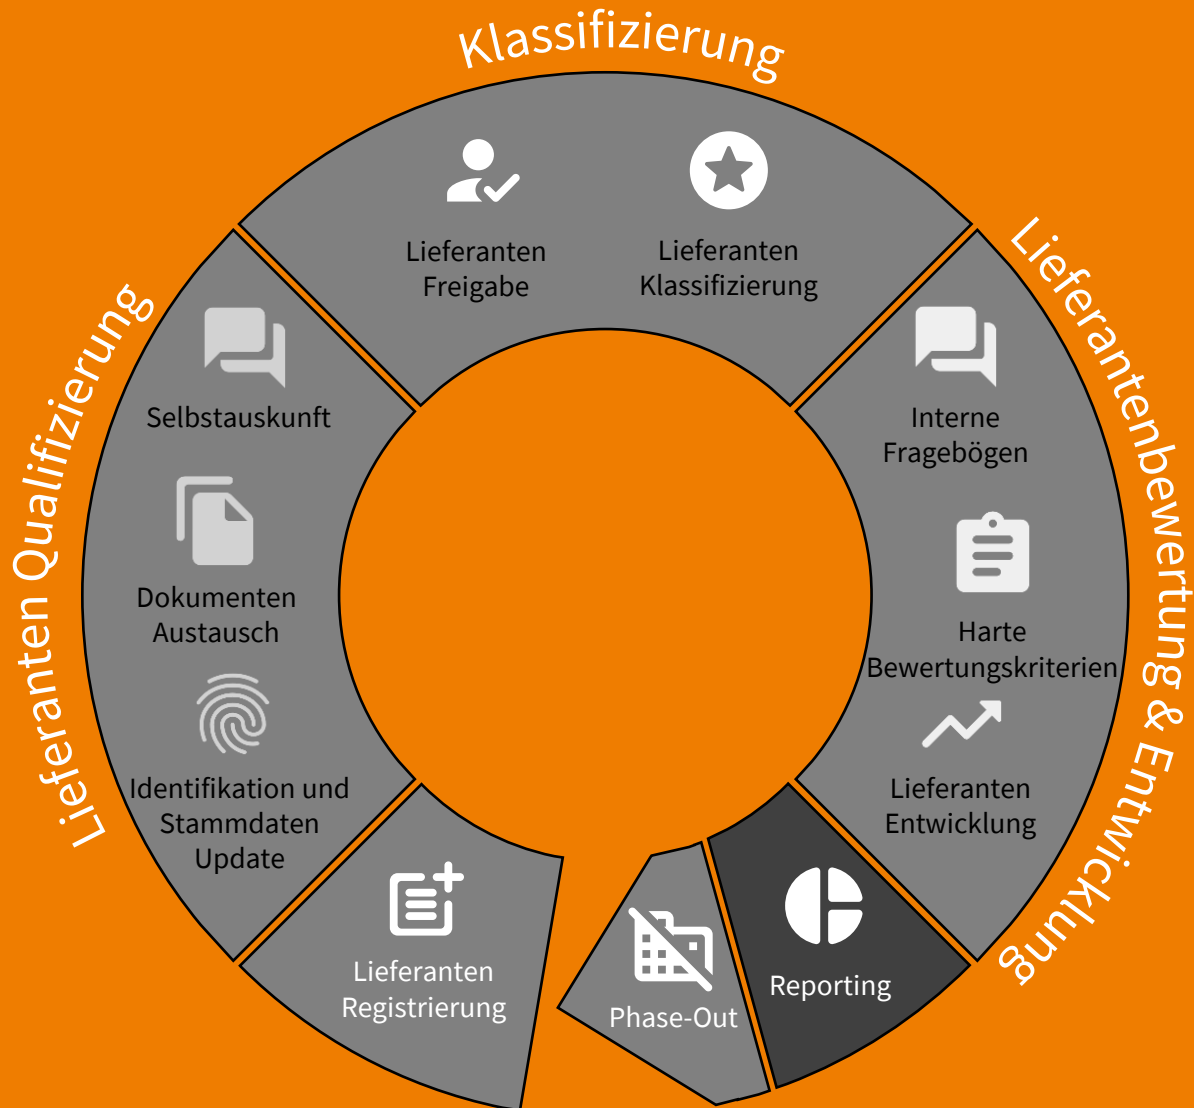 Klassifizierung
Lieferanten
Freigabe
Lieferanten
Klassifizierung
Lieferanten Qualifizierung
Selbstauskunft
Dokumenten
Austausch
Identifikation und
Stammdaten
Update
Lieferantenbewertung & Entwicklung
Interne
Fragebögen
Harte
Bewertungskriterien
Lieferanten
Entwicklung
Lieferanten
Registrierung
Phase-Out
Reporting